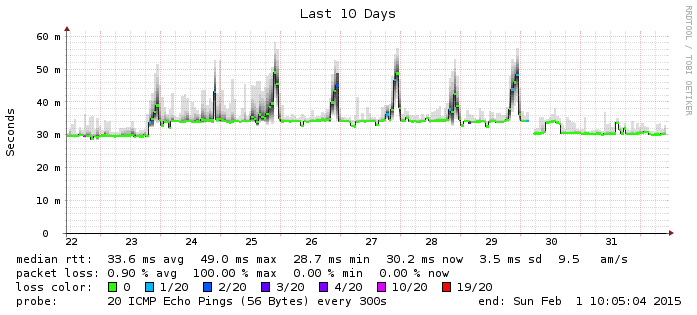 Last 10 Days
RRDTOOL / TOBI OETIKER
Seconds
60 m
50 m
40 m
30 m
20 m
10 m
0
22 23 24 25 26 27 28 29 30 31
median rtt: 33.6 ms avg 49.0 ms max 28.7 ms min 30.2 ms now 3.5 ms sd 9.5 am/s
packet loss: 0.90 % avg 100.00 % max 0.00 % min 0.00 % now
loss color: 0 1/20 2/20 3/20 4/20 10/20 19/20
probe: 20 ICMP Echo Pings (56 Bytes) every 300s end: Sun Feb 1 10:05:04 2015